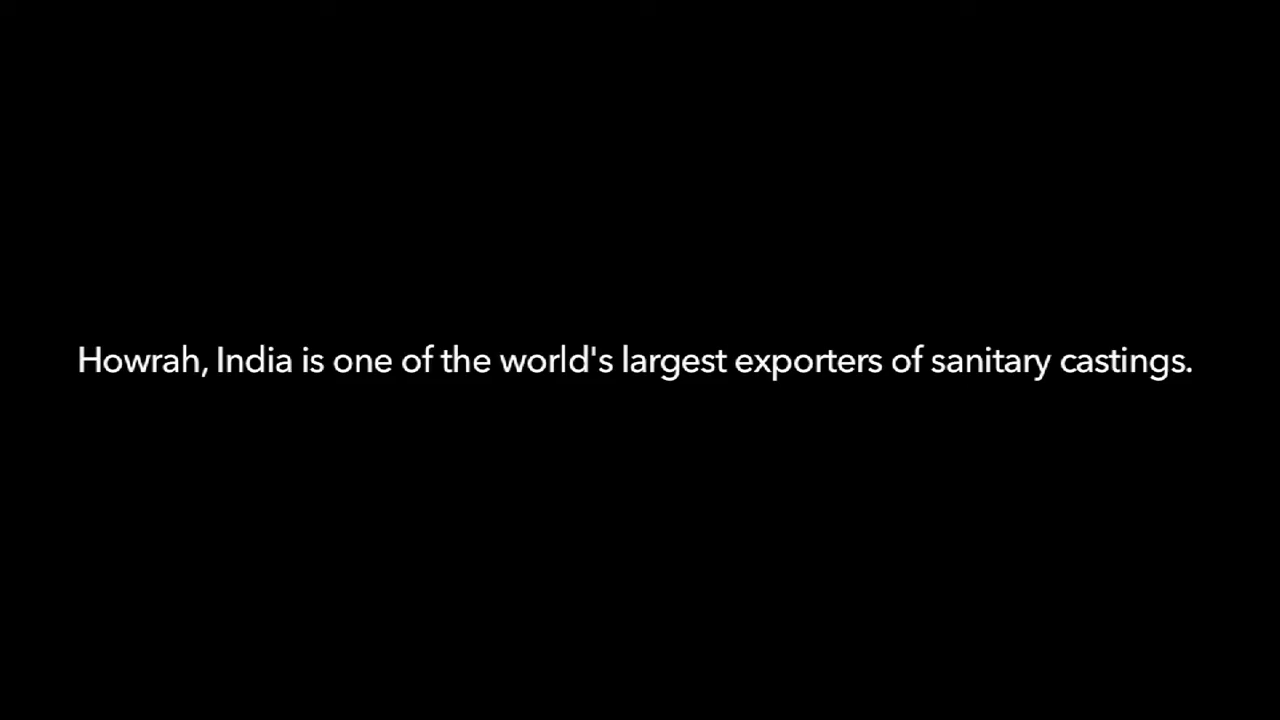 Howrah, India is one of the world's largest exporters of sanitary castings.